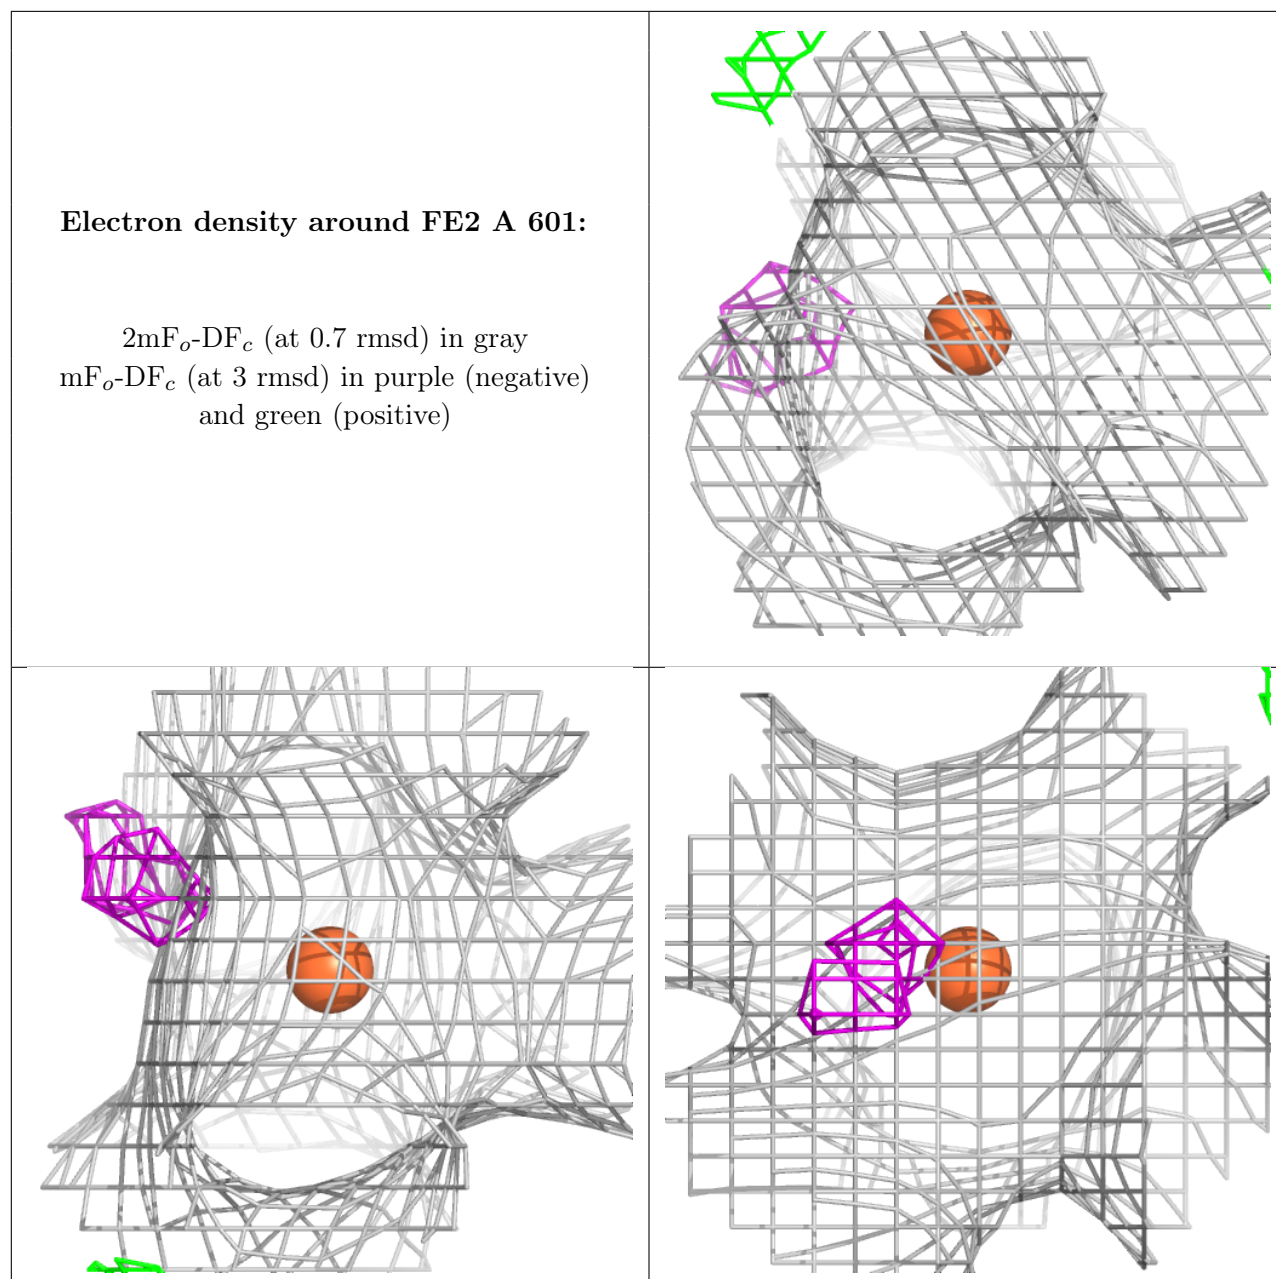 Electron density around FE2 A 601:
2mFo-DFc (at 0.7 rmsd) in gray
mFo-DFc (at 3 rmsd) in purple (negative)
and green (positive)